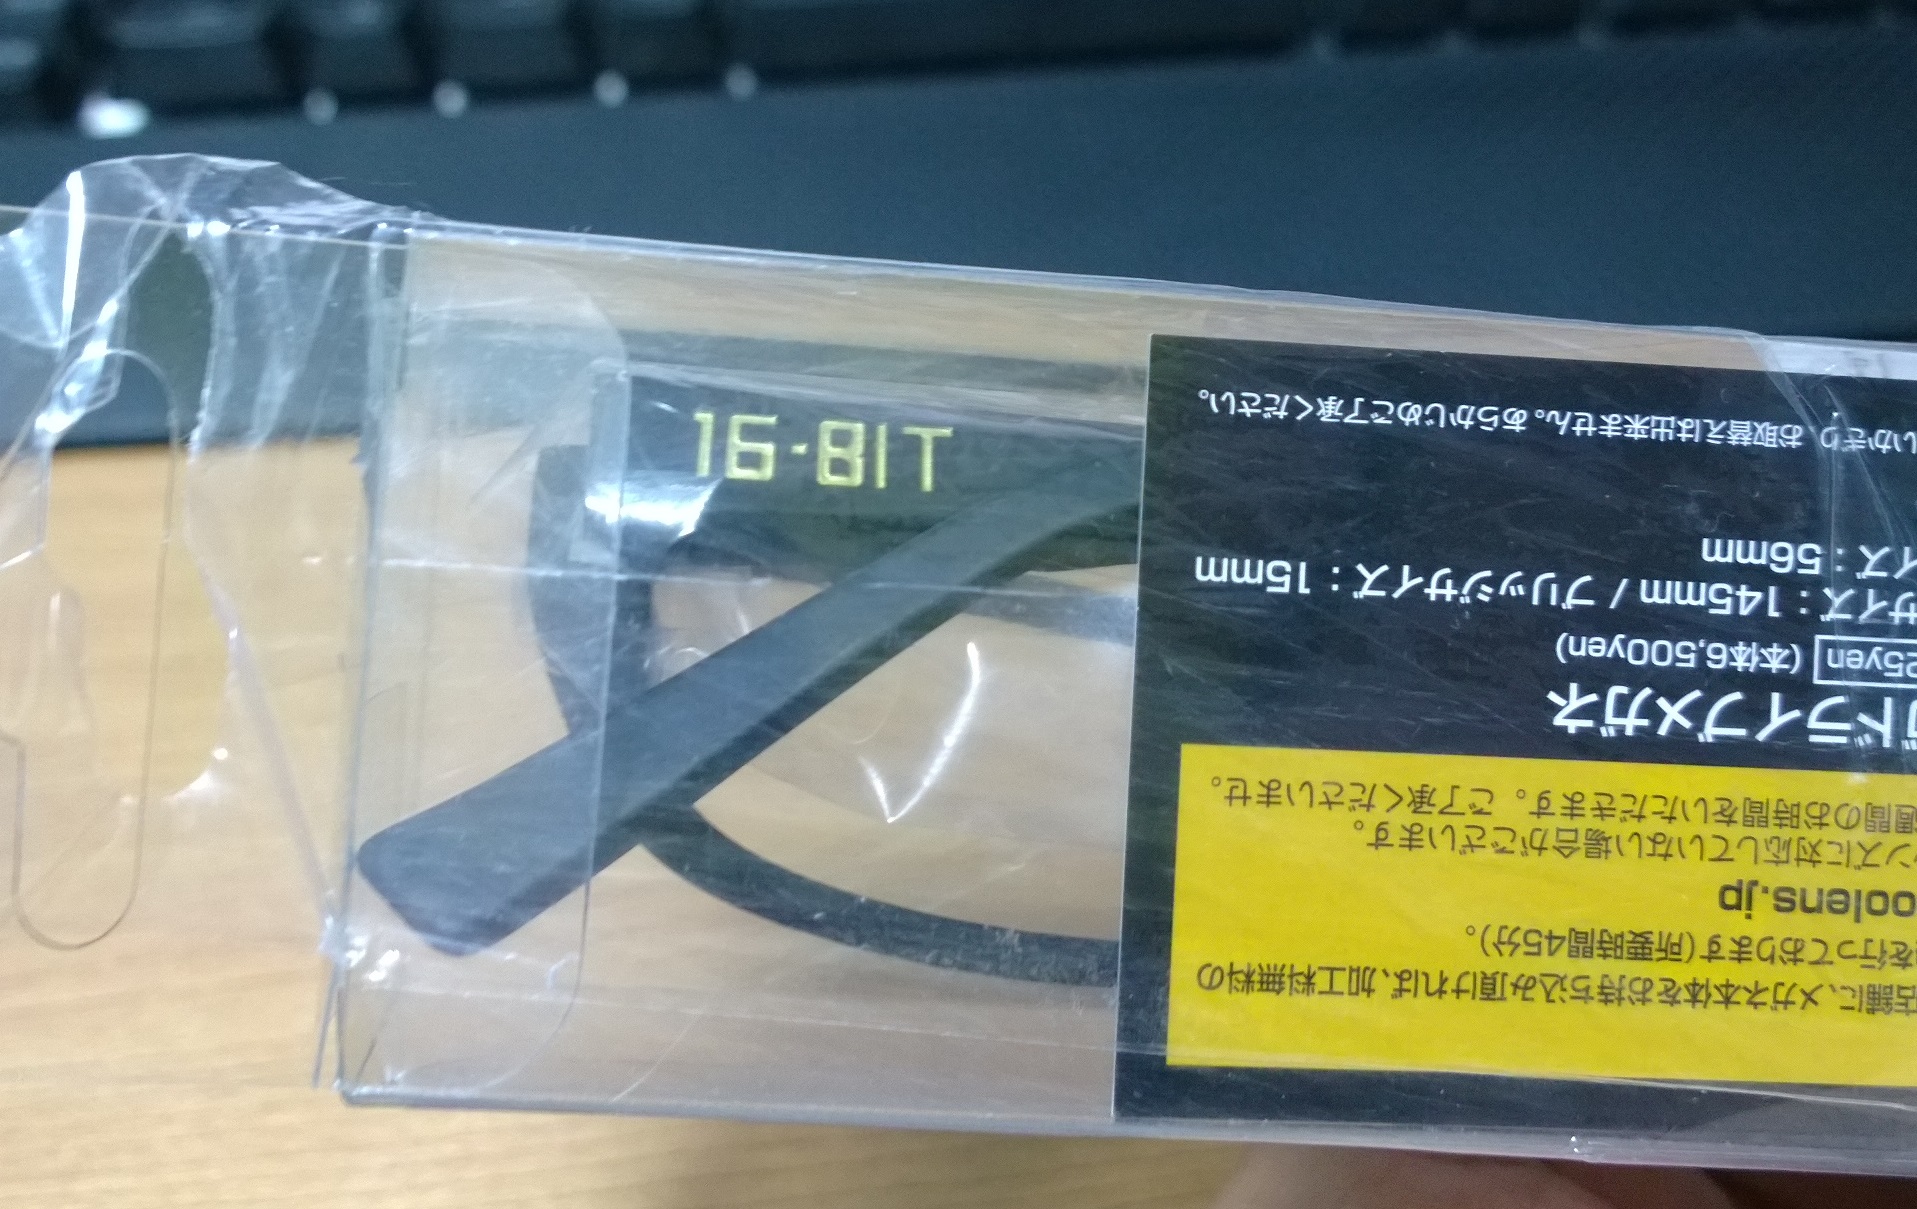 16-BIT
店舗に、メガネ本体をお持ち込み頂ければ、加工料無料の
を行っております(所要時間45分)。
oolens.jp
ンズに対応していない場合がございます。
週間のお時間をいただきます。ご了承くださいませ。
ドライブメガネ
25yen (本体6,500yen)
サイズ：145mm / ブリッジサイズ：15mm
イズ：56mm
いかぎり、お取替えは出来ません。あらかじめご了承ください。